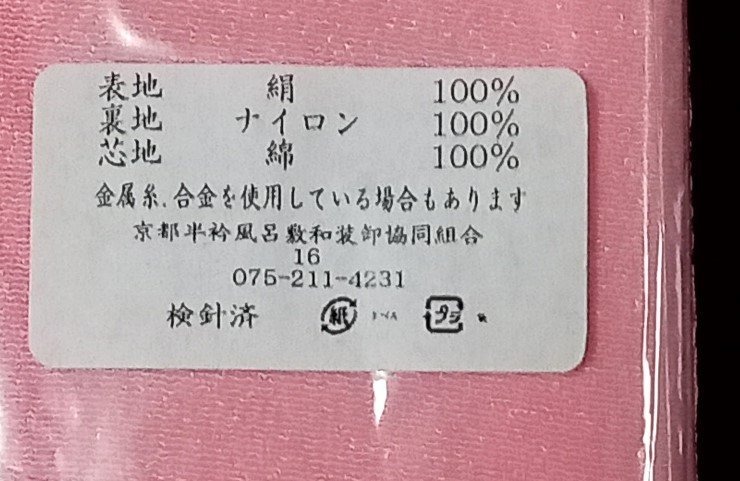 表地 絹 100%
裏地 ナイロン 100%
芯地 綿 100%
金属糸、合金を使用している場合もあります
京都半衿風呂敷和装卸協同組合
16
075-211-4231
検針済 紙 プラ